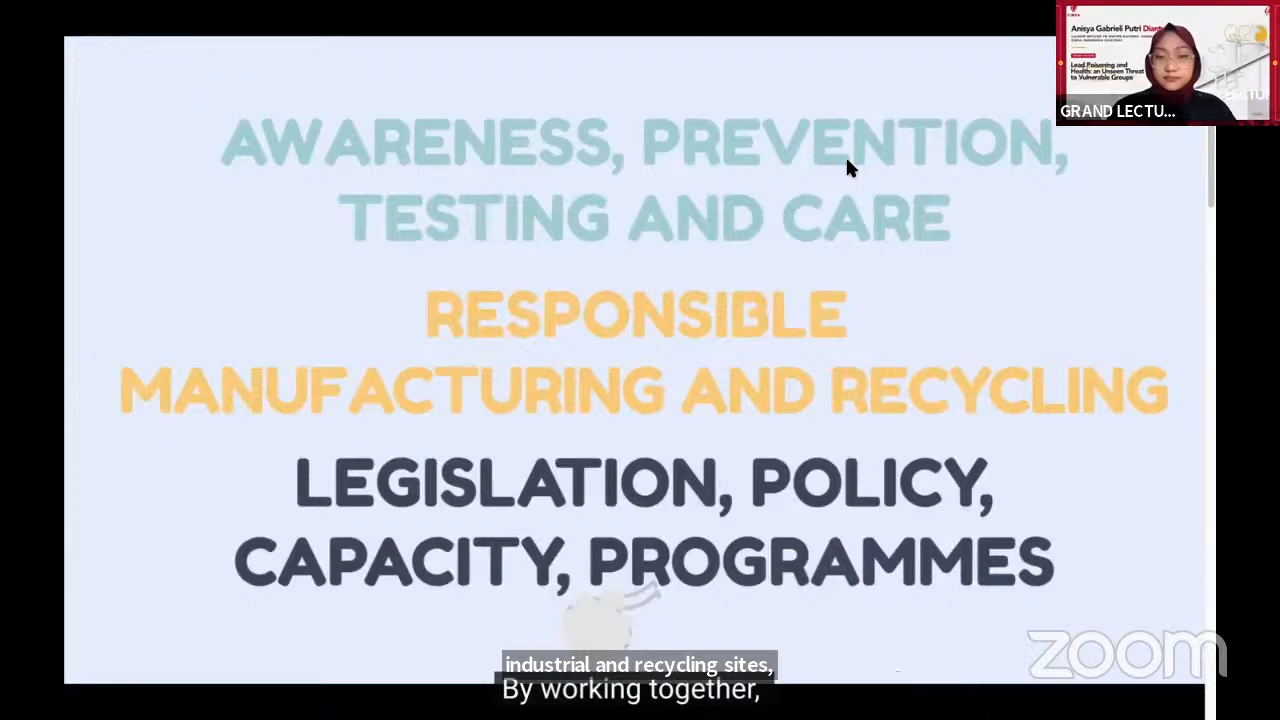 AWARENESS, PREVENTION,
TESTING AND CARE
RESPONSIBLE
MANUFACTURING AND RECYCLING
LEGISLATION, POLICY,
CAPACITY, PROGRAMMES
industrial and recycling sites,
By working together,
zoom
Anisya Gabrieli Putri
Lead Poisoning and
Health: an Unseen Threat
to Vulnerable Groups
GRAND LECTU...